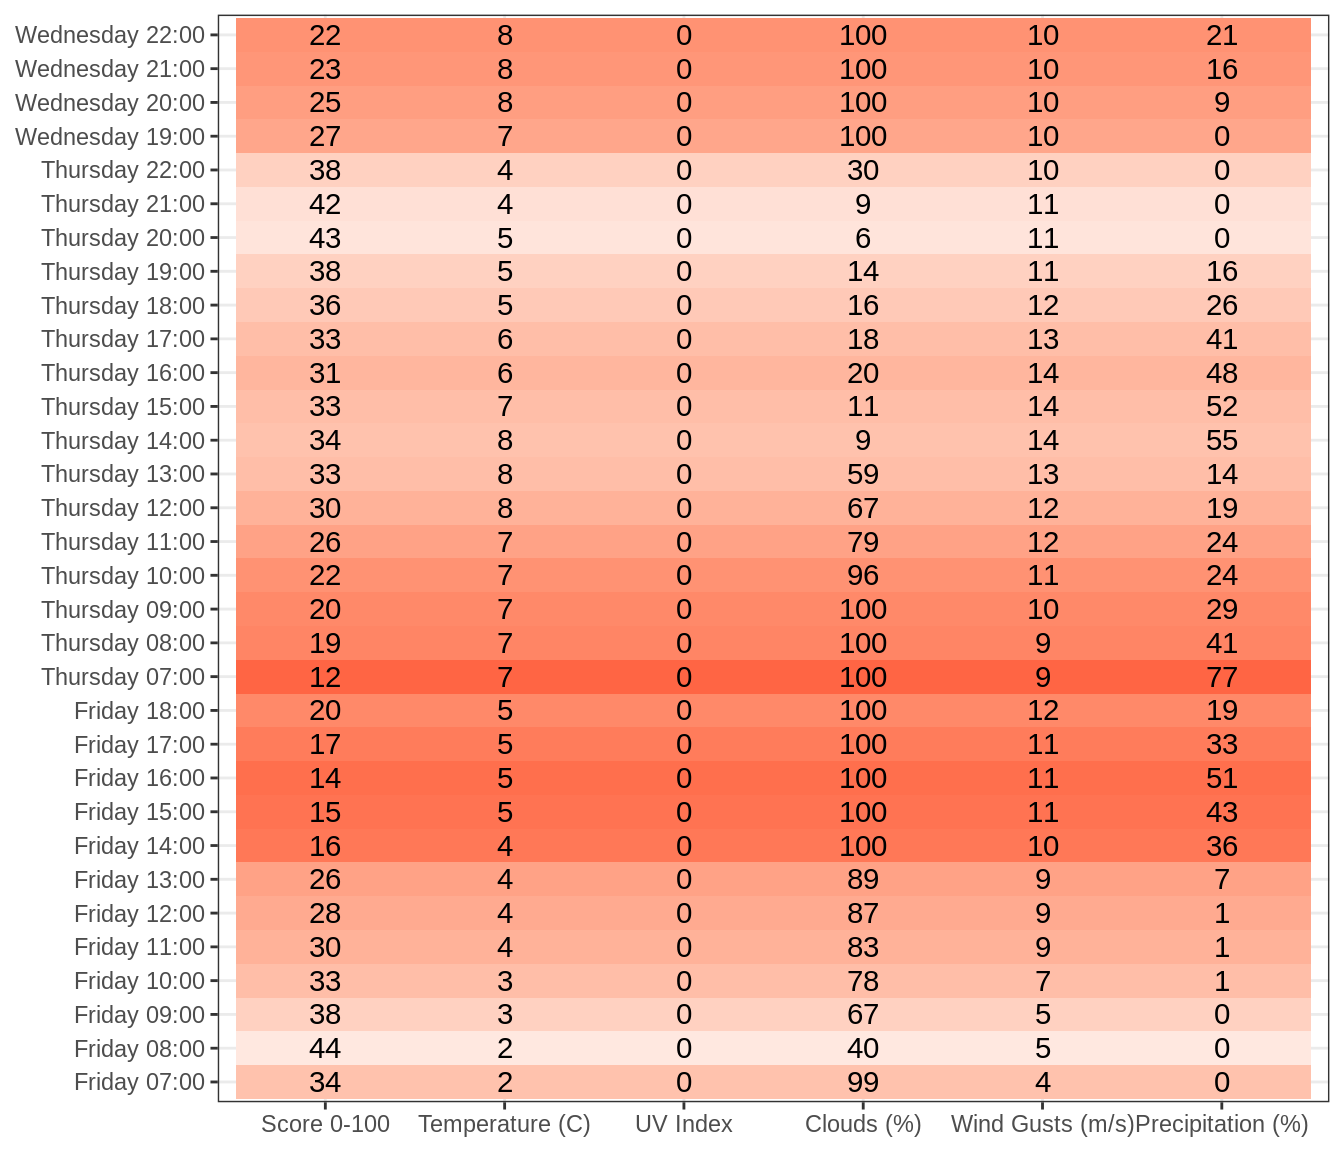 Wednesday 22:00 22 8 0 100 10 21
Wednesday 21:00 23 8 0 100 10 16
Wednesday 20:00 25 8 0 100 10 9
Wednesday 19:00 27 7 0 100 10 0
Thursday 22:00 38 4 0 30 10 0
Thursday 21:00 42 4 0 9 11 0
Thursday 20:00 43 5 0 6 11 0
Thursday 19:00 38 5 0 14 11 16
Thursday 18:00 36 5 0 16 12 26
Thursday 17:00 33 6 0 18 13 41
Thursday 16:00 31 6 0 20 14 48
Thursday 15:00 33 7 0 11 14 52
Thursday 14:00 34 8 0 9 14 55
Thursday 13:00 33 8 0 59 13 14
Thursday 12:00 30 8 0 67 12 19
Thursday 11:00 26 7 0 79 12 24
Thursday 10:00 22 7 0 96 11 24
Thursday 09:00 20 7 0 100 10 29
Thursday 08:00 19 7 0 100 9 41
Thursday 07:00 12 7 0 100 9 77
Friday 18:00 20 5 0 100 12 19
Friday 17:00 17 5 0 100 11 33
Friday 16:00 14 5 0 100 11 51
Friday 15:00 15 5 0 100 11 43
Friday 14:00 16 4 0 100 10 36
Friday 13:00 26 4 0 89 9 7
Friday 12:00 28 4 0 87 9 1
Friday 11:00 30 4 0 83 9 1
Friday 10:00 33 3 0 78 7 1
Friday 09:00 38 3 0 67 5 0
Friday 08:00 44 2 0 40 5 0
Friday 07:00 34 2 0 99 4 0
Score 0-100 Temperature (C) UV Index Clouds (%) Wind Gusts (m/s) Precipitation (%)